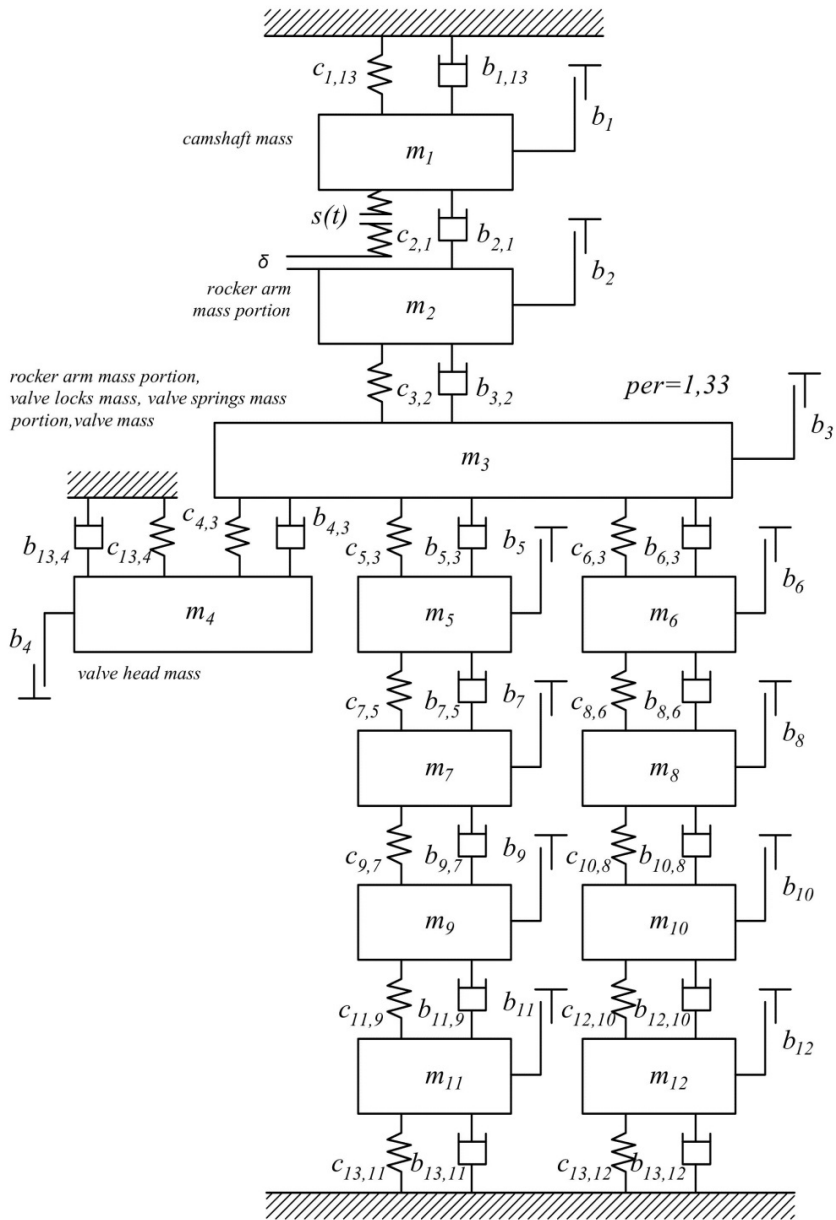 c1,13
b1,13
b1
camshaft mass
m1
s(t)
c2,1
b2,1
b2
δ
rocker arm
mass portion
m2
rocker arm mass portion,
valve locks mass, valve springs mass
portion,valve mass
c3,2
b3,2
per=1,33
b3
m3
b13,4
c13,4
c4,3
b4,3
c5,3
b5,3
b5
c6,3
b6,3
b6
m4
m5
m6
b4
valve head mass
c7,5
b7,5
b7
c8,6
b8,6
b8
m7
m8
c9,7
b9,7
b9
c10,8
b10,8
b10
m9
m10
c11,9
b11,9
b11
c12,10
b12,10
b12
m11
m12
c13,11
b13,11
c13,12
b13,12